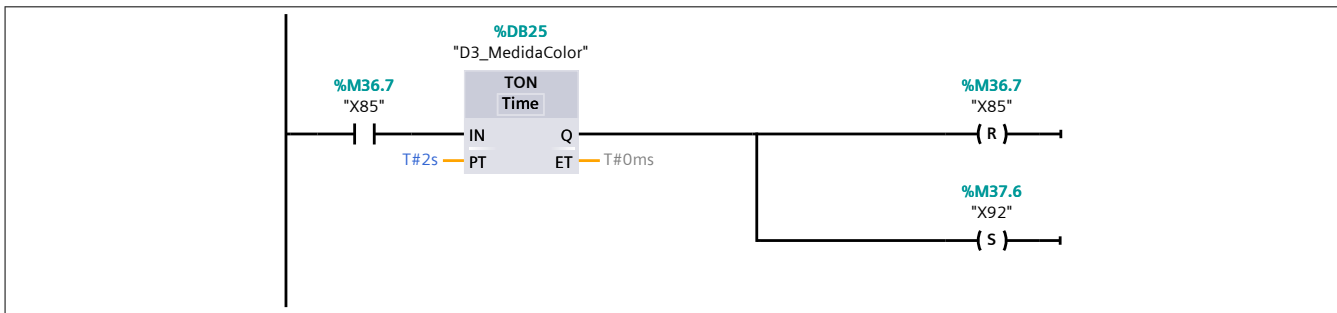 %DB25
"D3_MedidaColor"
%M36.7
"X85"
TON
Time
%M36.7
"X85"
IN
Q
R
T#2s
PT
ET
T#0ms
%M37.6
"X92"
S